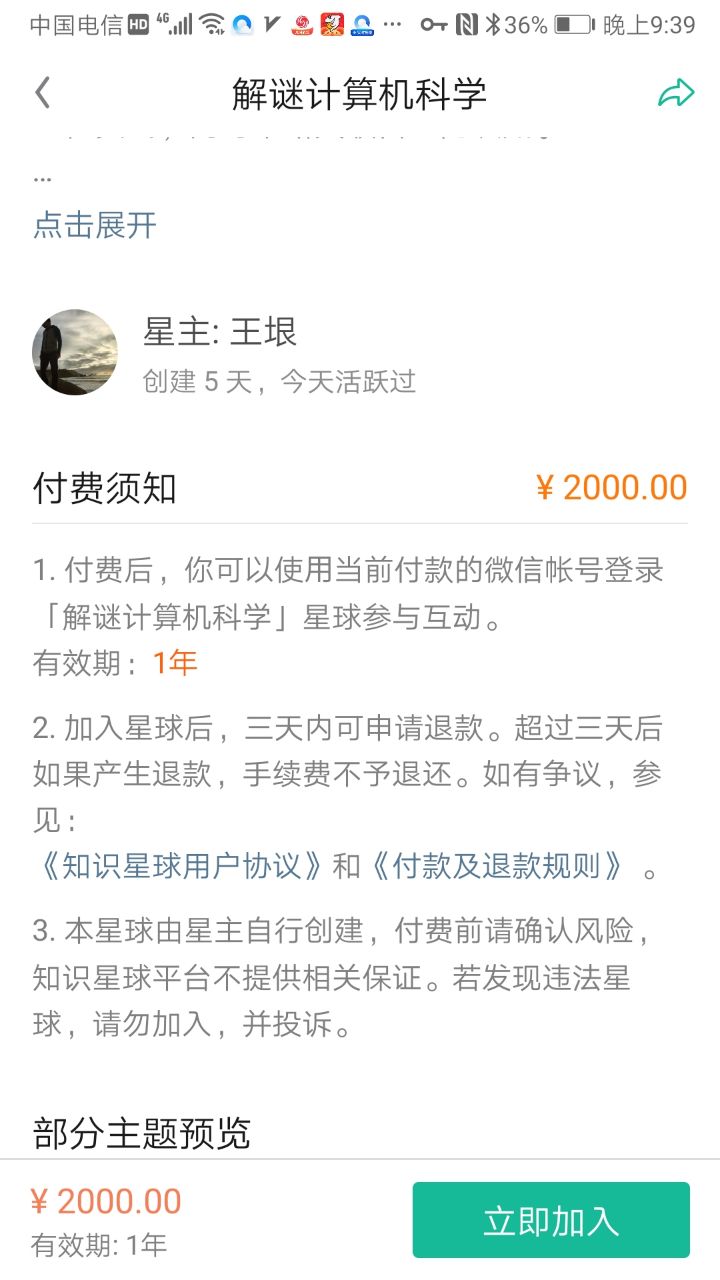 中国电信 HD 4G 36% 晚上9:39
解谜计算机科学
...
点击展开
星主: 王垠
创建 5 天，今天活跃过
付费须知 ¥ 2000.00
1. 付费后，你可以使用当前付款的微信帐号登录
「解谜计算机科学」星球参与互动。
有效期：1年
2. 加入星球后，三天内可申请退款。超过三天后
如果产生退款，手续费不予退还。如有争议，参
见：
《知识星球用户协议》和《付款及退款规则》。
3. 本星球由星主自行创建，付费前请确认风险，
知识星球平台不提供相关保证。若发现违法星
球，请勿加入，并投诉。
部分主题预览
¥ 2000.00
有效期: 1年
立即加入